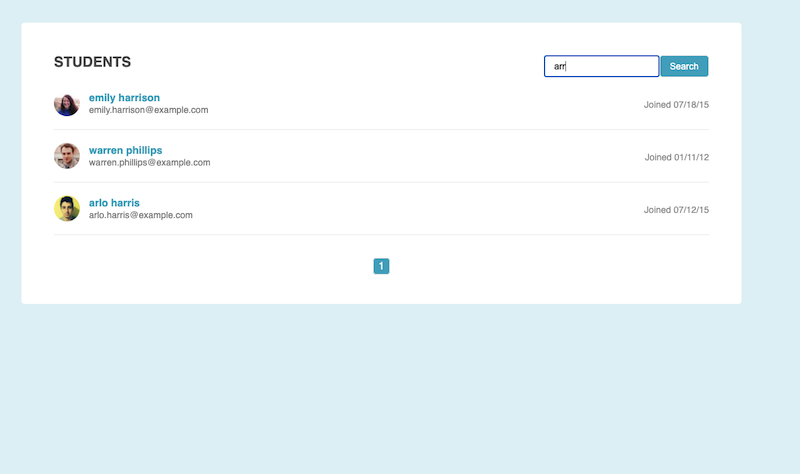 STUDENTS
arr
Search
emily harrison
emily.harrison@example.com
Joined 07/18/15
warren phillips
warren.phillips@example.com
Joined 01/11/12
arlo harris
arlo.harris@example.com
Joined 07/12/15
1